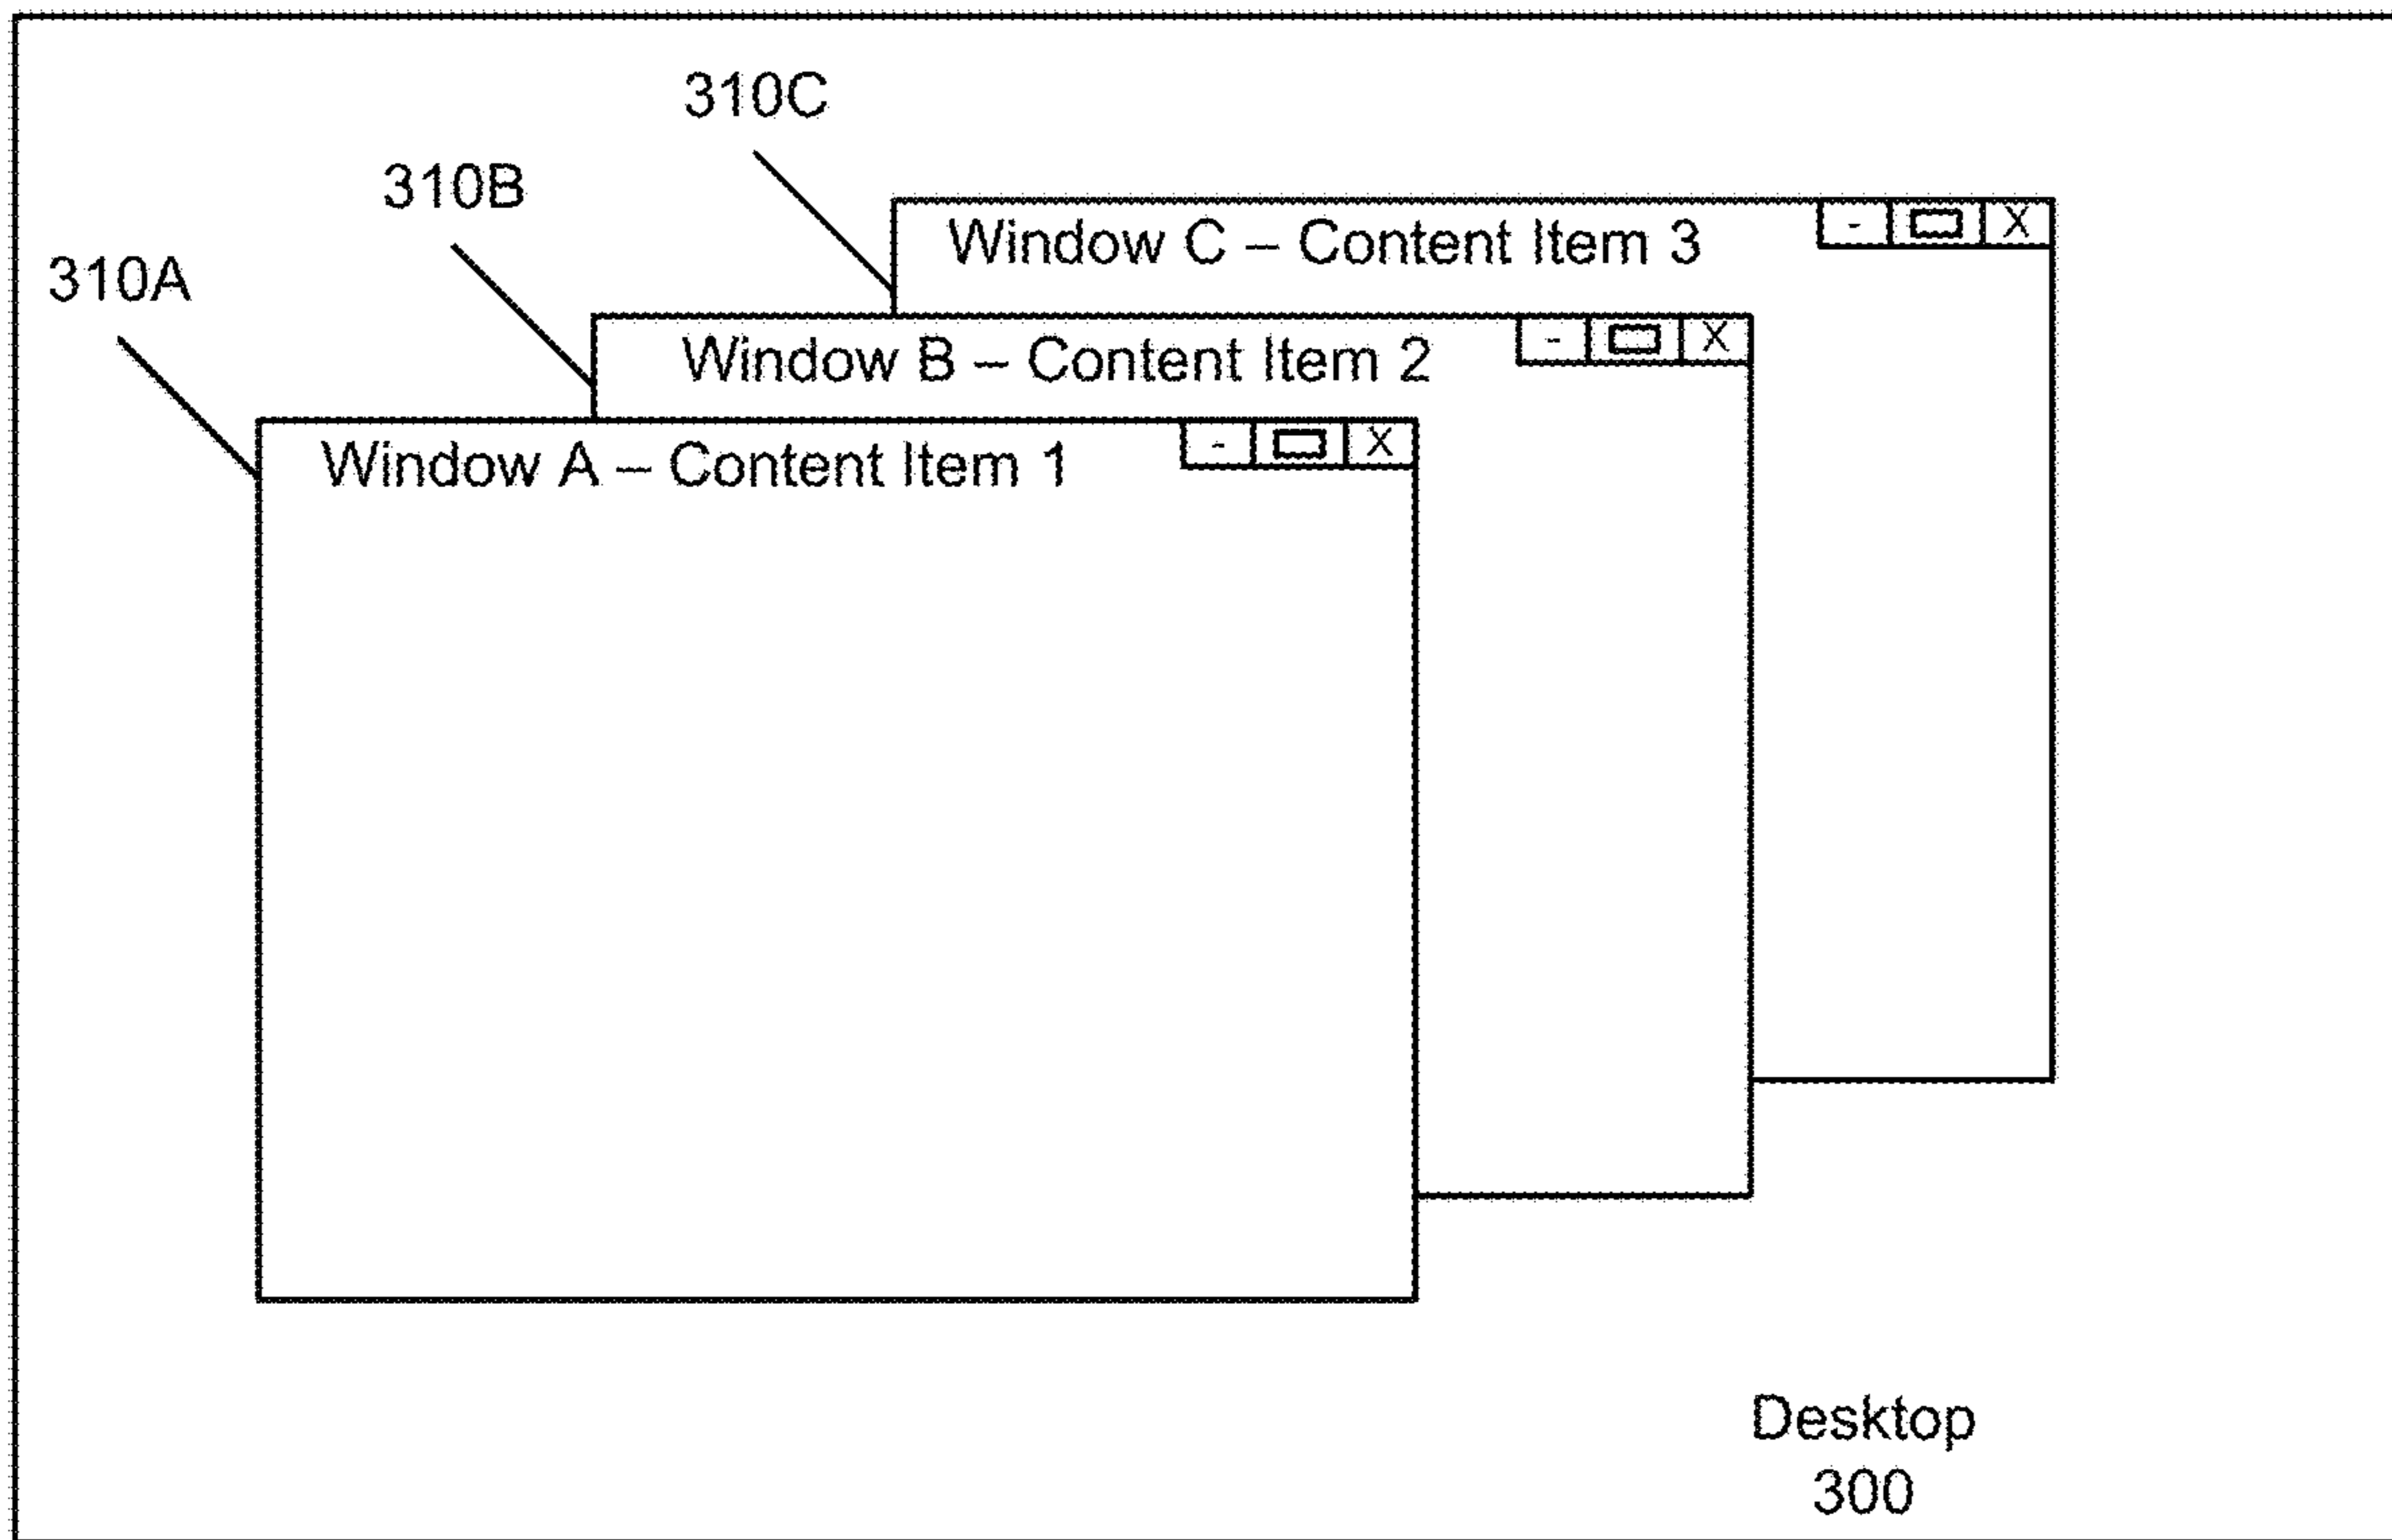 310C
310B
Window C – Content Item 3
- X
310A
Window B – Content Item 2
- X
Window A – Content Item 1
- X
Desktop
300